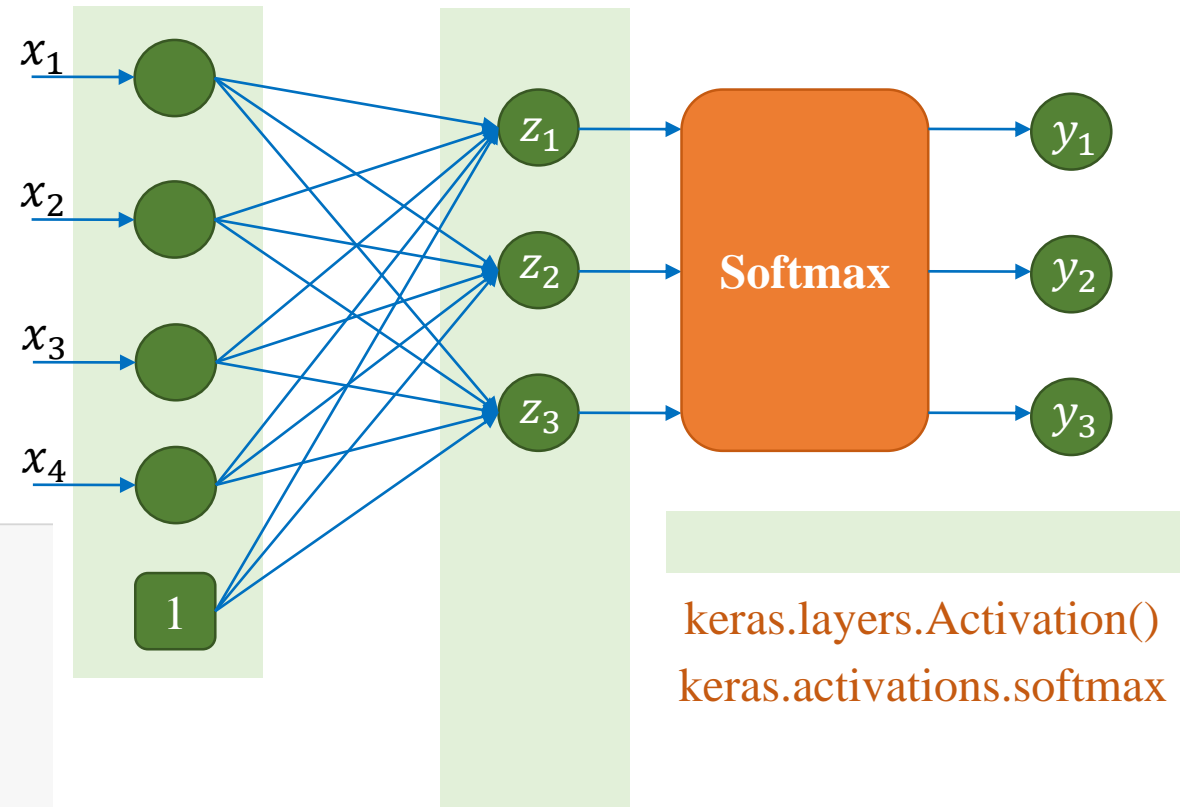 x₁
x₂
x₃
x₄
1
z₁
z₂
z₃
Softmax
y₁
y₂
y₃
keras.layers.Activation()
keras.activations.softmax